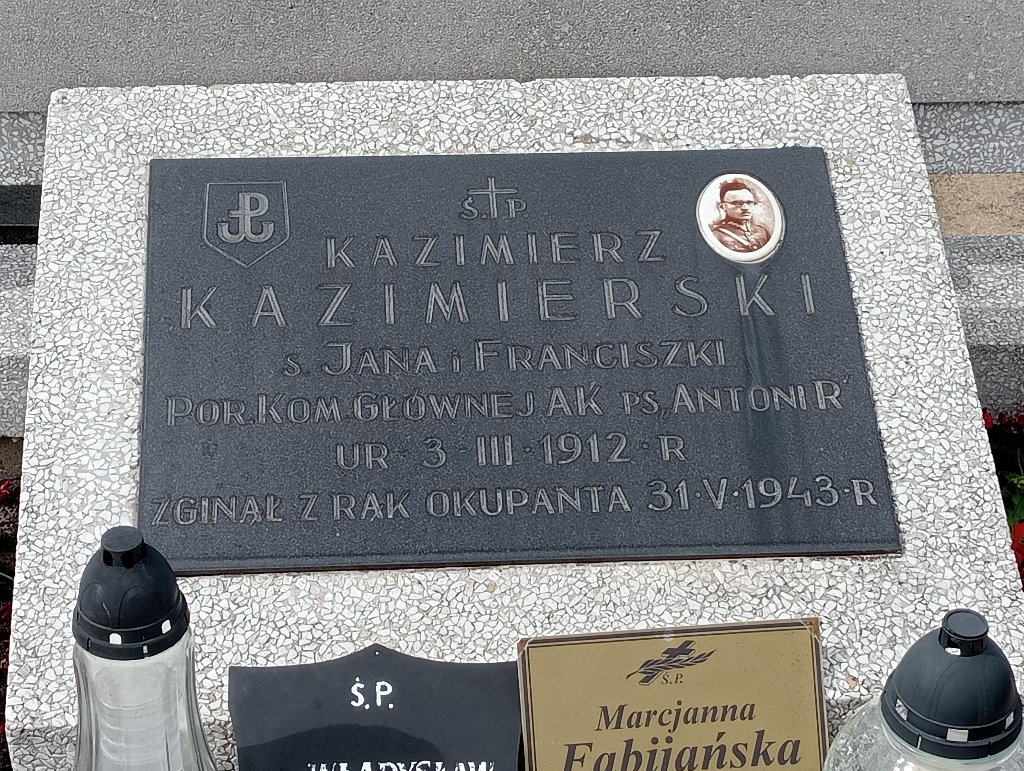 Ś.†P.
KAZIMIERZ
KAZIMIERSKI
S. JANA i FRANCISZKI
POR. KOM. GŁÓWNEJ AK PS. „ANTONI R"
UR · 3 · III · 1912 · R
ZGINĄŁ Z RĄK OKUPANTA 31·V·1943·R
Ś.P.
WŁADYSŁAW
Ś.P.
Marcjanna
Fabijańska